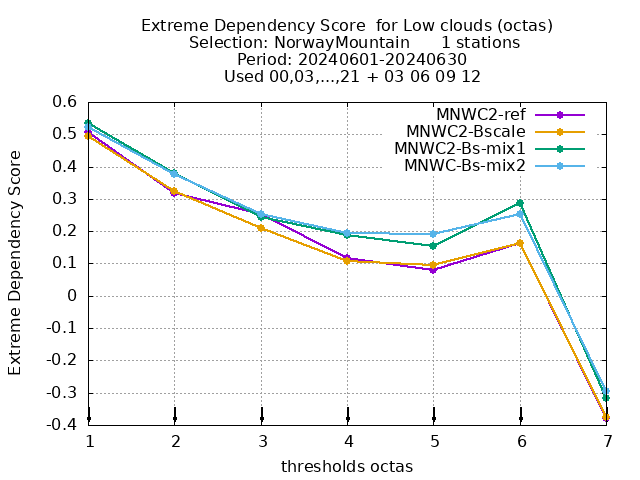 Extreme Dependency Score  for Low clouds (octas)
Selection: NorwayMountain      1 stations
Period: 20240601-20240630
Used 00,03,...,21 + 03 06 09 12
MNWC2-ref
MNWC2-Bscale
MNWC2-Bs-mix1
MNWC-Bs-mix2
Extreme Dependency Score
0.6
0.5
0.4
0.3
0.2
0.1
0
-0.1
-0.2
-0.3
-0.4
1 2 3 4 5 6 7
thresholds octas